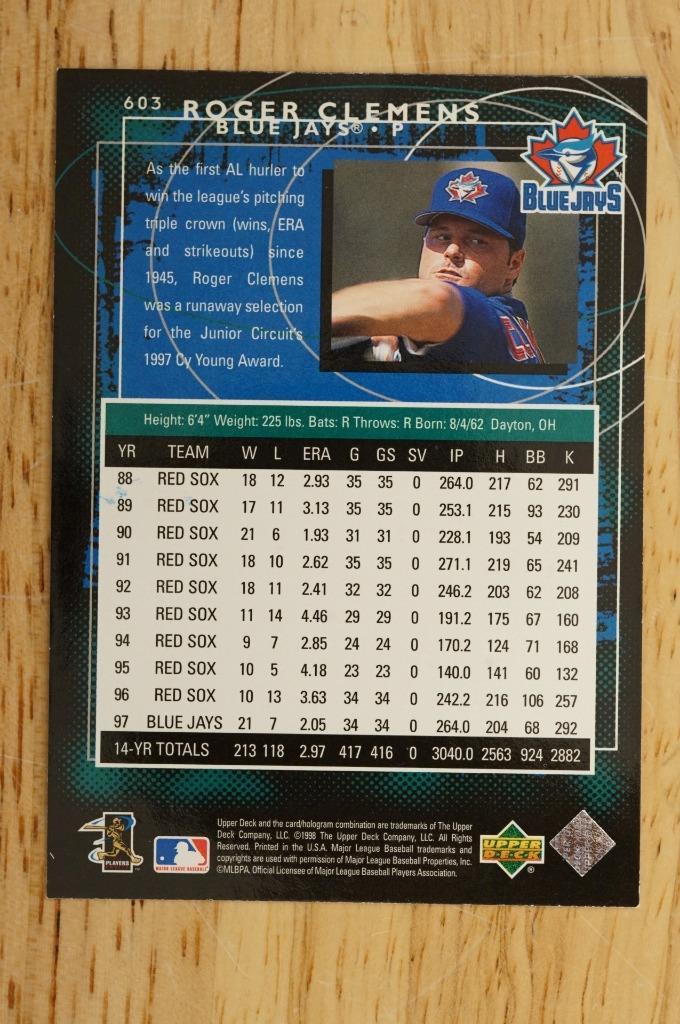 603 ROGER CLEMENS
BLUE JAYS® • P
BLUE JAYS
As the first AL hurler to
win the league's pitching
triple crown (wins, ERA
and strikeouts) since
1945, Roger Clemens
was a runaway selection
for the Junior Circuit's
1997 Cy Young Award.
Height: 6'4" Weight: 225 lbs. Bats: R Throws: R Born: 8/4/62 Dayton, OH
YR TEAM W L ERA G GS SV IP H BB K
88 RED SOX 18 12 2.93 35 35 0 264.0 217 62 291
89 RED SOX 17 11 3.13 35 35 0 253.1 215 93 230
90 RED SOX 21 6 1.93 31 31 0 228.1 193 54 209
91 RED SOX 18 10 2.62 35 35 0 271.1 219 65 241
92 RED SOX 18 11 2.41 32 32 0 246.2 203 62 208
93 RED SOX 11 14 4.46 29 29 0 191.2 175 67 160
94 RED SOX 9 7 2.85 24 24 0 170.2 124 71 168
95 RED SOX 10 5 4.18 23 23 0 140.0 141 60 132
96 RED SOX 10 13 3.63 34 34 0 242.2 216 106 257
97 BLUE JAYS 21 7 2.05 34 34 0 264.0 204 68 292
14-YR TOTALS 213 118 2.97 417 416 0 3040.0 2563 924 2882
Upper Deck and the card/hologram combination are trademarks of The Upper
Deck Company, LLC. ©1998 The Upper Deck Company, LLC. All Rights
Reserved. Printed in the U.S.A. Major League Baseball trademarks and
copyrights are used with permission of Major League Baseball Properties, Inc.
©MLBPA. Official Licensee of Major League Baseball Players Association.
PLAYERS
MAJOR LEAGUE BASEBALL
UPPER
DECK ®